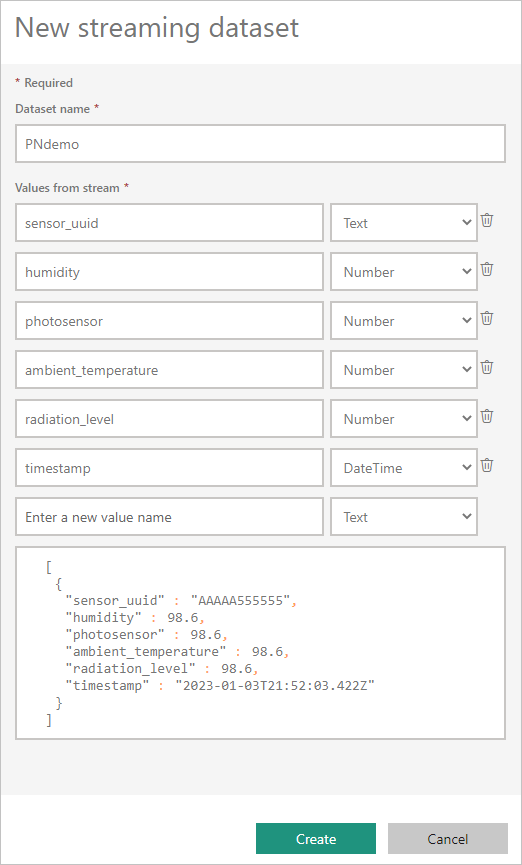 New streaming dataset
* Required
Dataset name *
PNdemo
Values from stream *
sensor_uuid Text
humidity Number
photosensor Number
ambient_temperature Number
radiation_level Number
timestamp DateTime
Enter a new value name Text
[
{
"sensor_uuid" : "AAAAA555555",
"humidity" : 98.6,
"photosensor" : 98.6,
"ambient_temperature" : 98.6,
"radiation_level" : 98.6,
"timestamp" : "2023-01-03T21:52:03.422Z"
}
]
Create Cancel